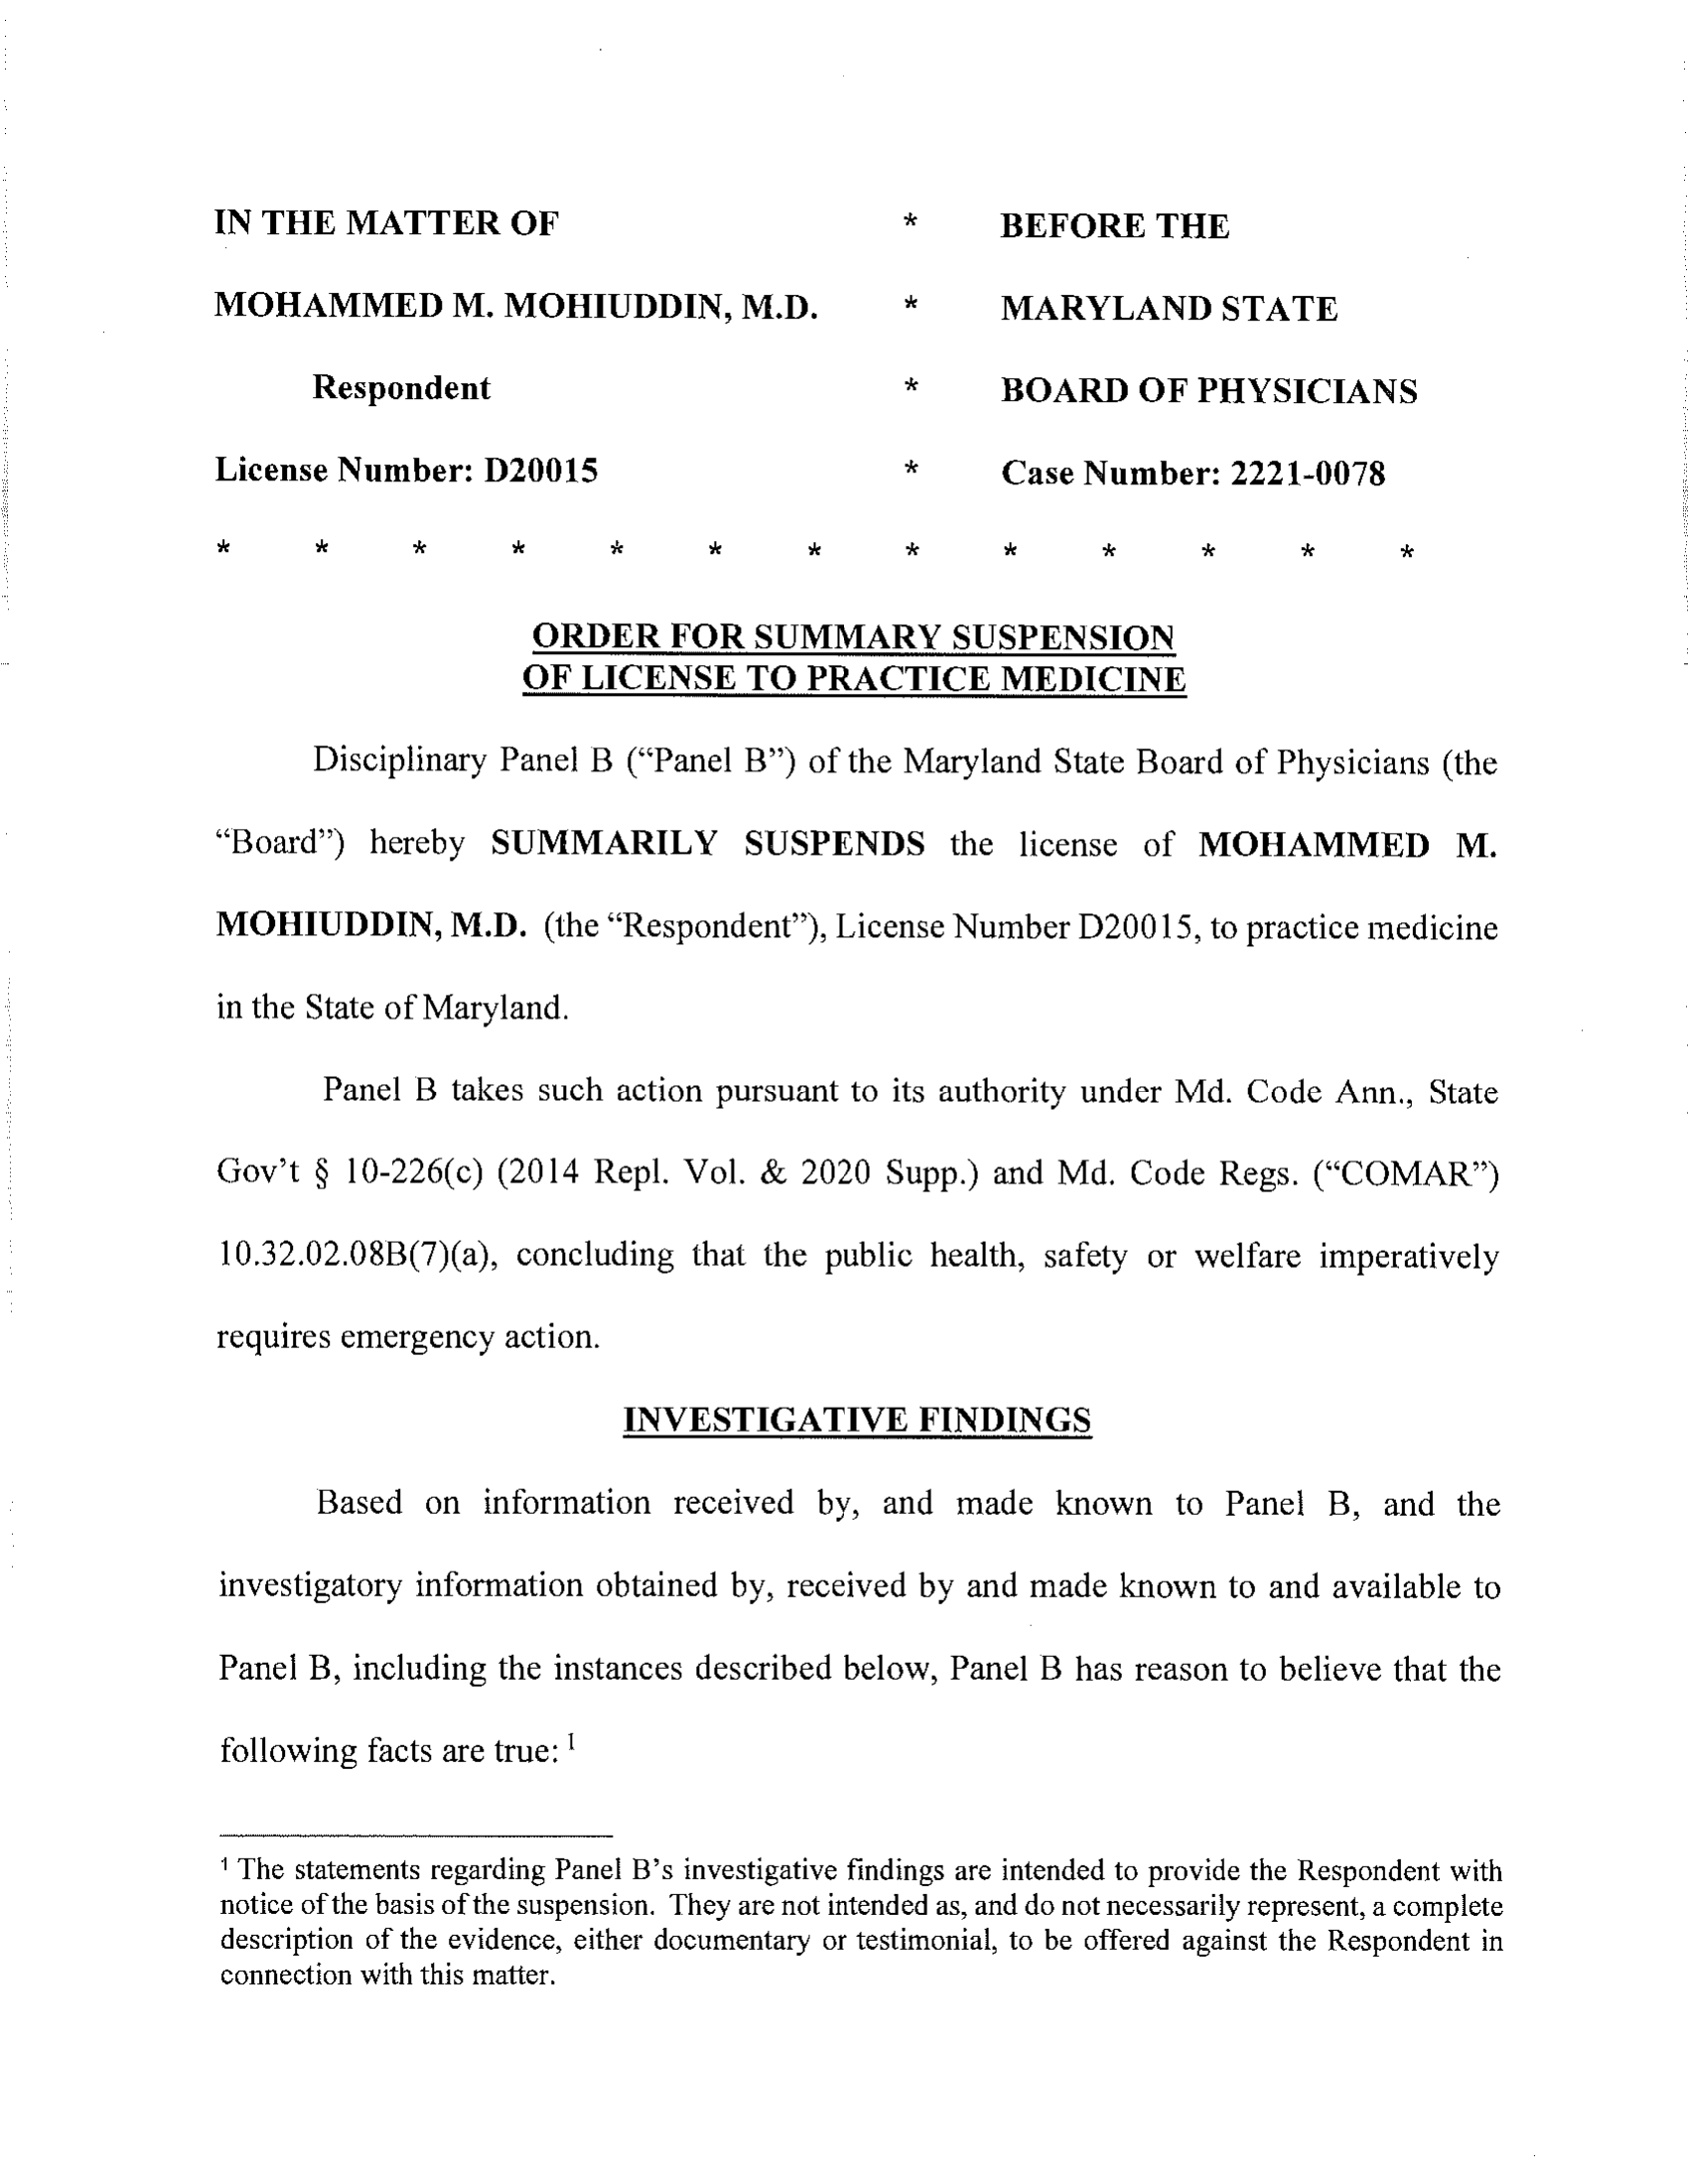 IN THE MATTER OF * BEFORE THE
MOHAMMED M. MOHIUDDIN, M.D. * MARYLAND STATE
Respondent * BOARD OF PHYSICIANS
License Number: D20015 * Case Number: 2221-0078
* * * * * * * * * * * * *
ORDER FOR SUMMARY SUSPENSION
OF LICENSE TO PRACTICE MEDICINE
Disciplinary Panel B (“Panel B”) of the Maryland State Board of Physicians (the
“Board”) hereby SUMMARILY SUSPENDS the license of MOHAMMED M.
MOHIUDDIN, M.D. (the “Respondent”), License Number D20015, to practice medicine
in the State of Maryland.
Panel B takes such action pursuant to its authority under Md. Code Ann., State
Gov’t § 10-226(c) (2014 Repl. Vol. & 2020 Supp.) and Md. Code Regs. (“COMAR”)
10.32.02.08B(7)(a), concluding that the public health, safety or welfare imperatively
requires emergency action.
INVESTIGATIVE FINDINGS
Based on information received by, and made known to Panel B, and the
investigatory information obtained by, received by and made known to and available to
Panel B, including the instances described below, Panel B has reason to believe that the
following facts are true: 1
1 The statements regarding Panel B’s investigative findings are intended to provide the Respondent with
notice of the basis of the suspension. They are not intended as, and do not necessarily represent, a complete
description of the evidence, either documentary or testimonial, to be offered against the Respondent in
connection with this matter.